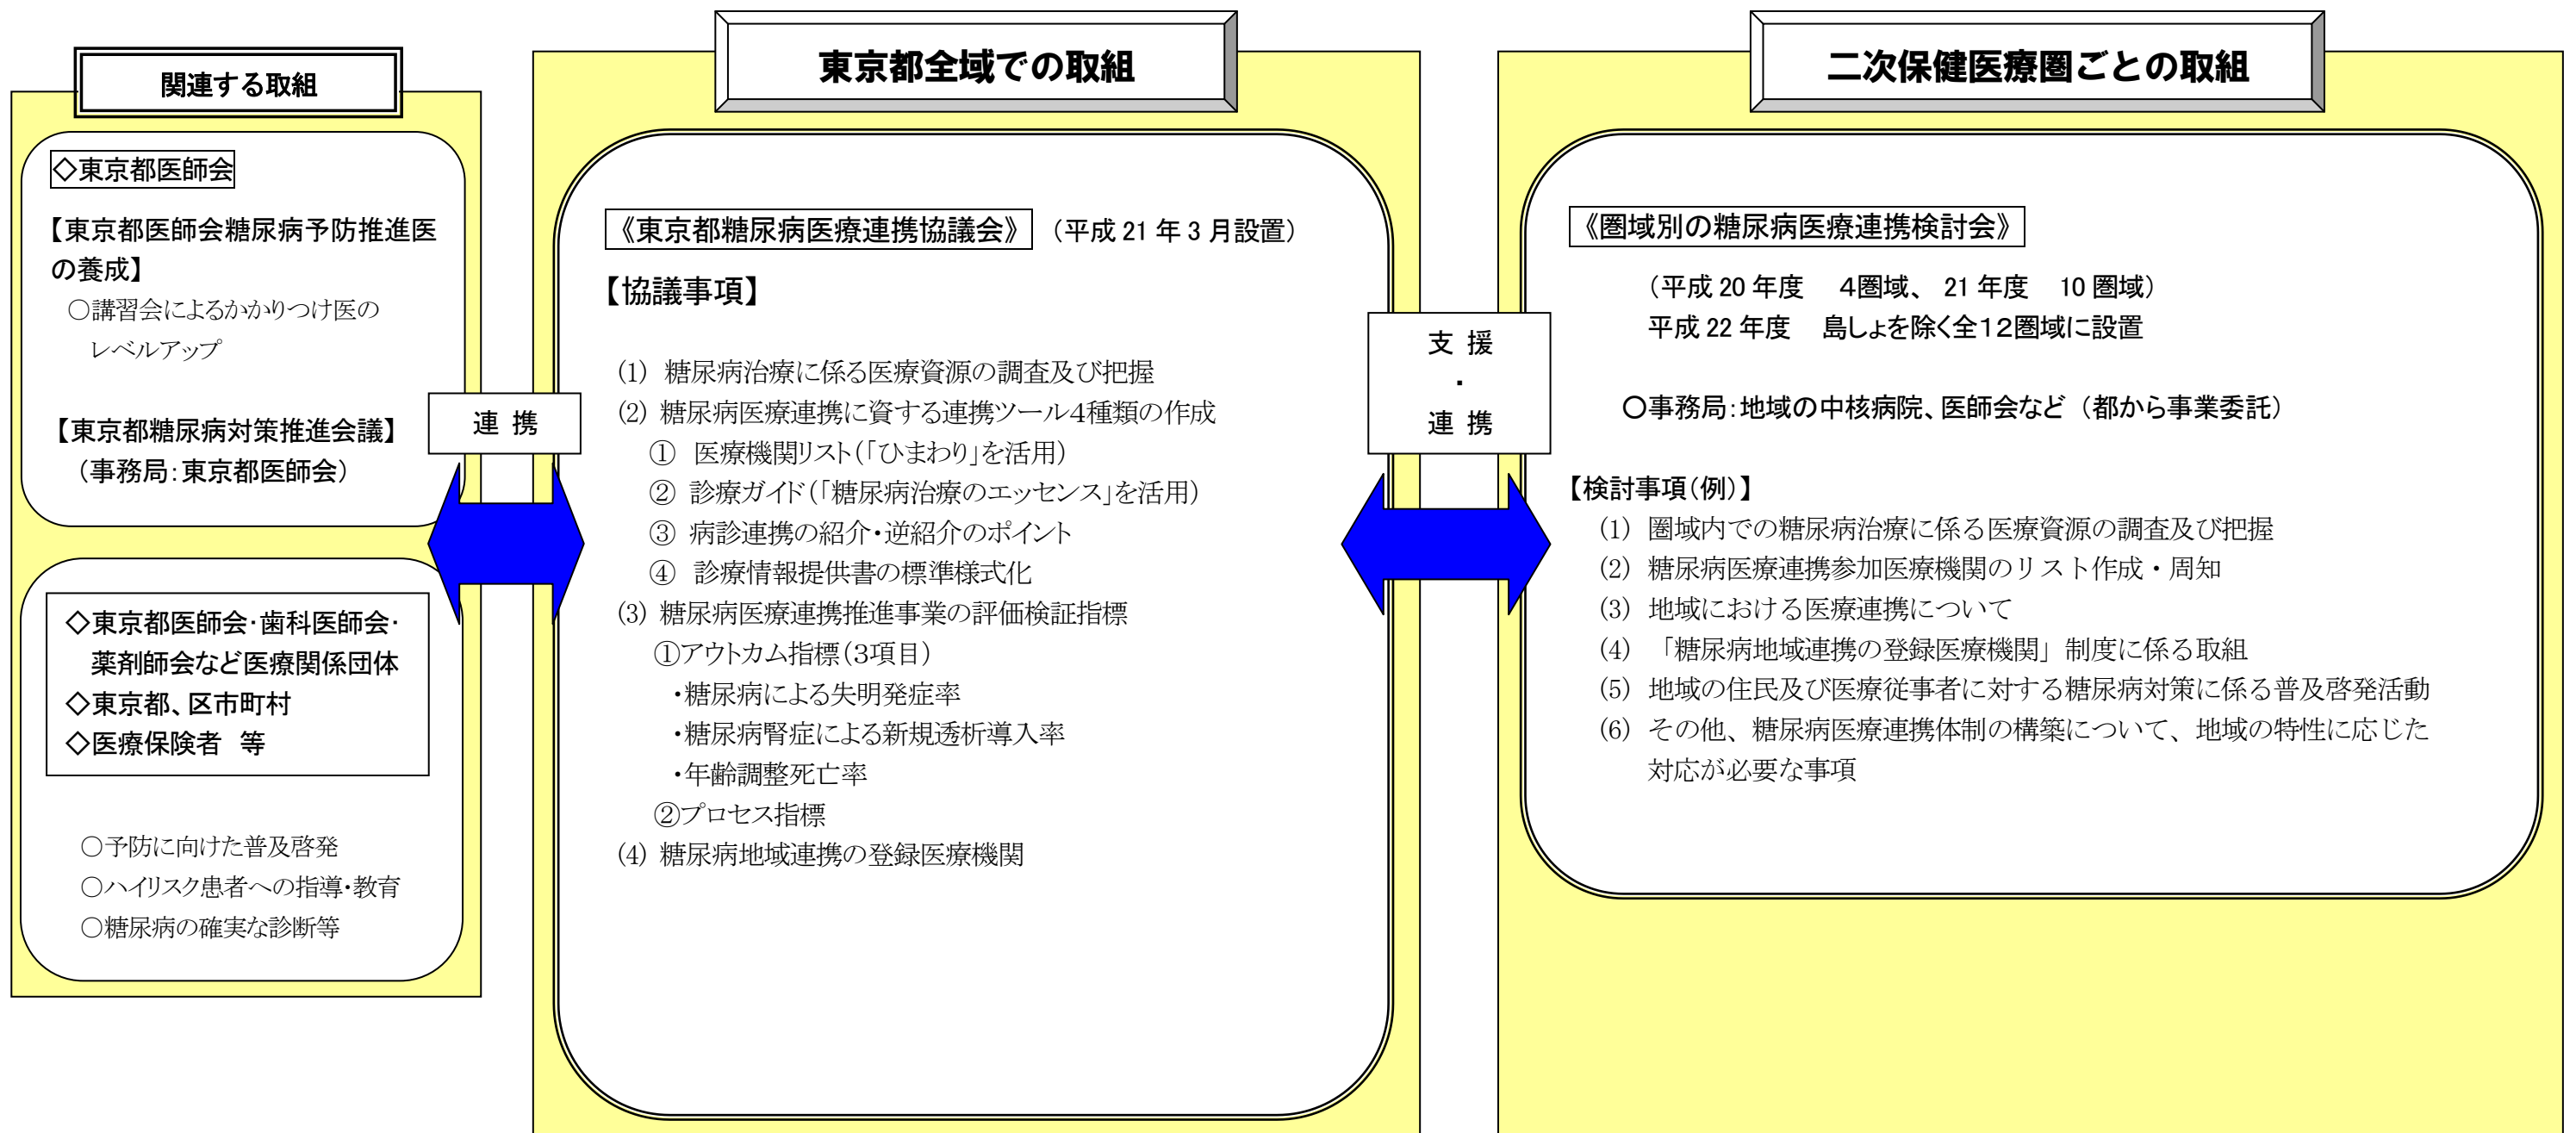 関連する取組
◇東京都医師会
【東京都医師会糖尿病予防推進医
の養成】
○講習会によるかかりつけ医の
レベルアップ
【東京都糖尿病対策推進会議】
（事務局：東京都医師会）
◇東京都医師会・歯科医師会・
薬剤師会など医療関係団体
◇東京都、区市町村
◇医療保険者　等
○予防に向けた普及啓発
○ハイリスク患者への指導・教育
○糖尿病の確実な診断等
連 携
東京都全域での取組
《東京都糖尿病医療連携協議会》 （平成 21 年 3 月設置）
【協議事項】
(1) 糖尿病治療に係る医療資源の調査及び把握
(2) 糖尿病医療連携に資する連携ツール４種類の作成
① 医療機関リスト（「ひまわり」を活用）
② 診療ガイド（「糖尿病治療のエッセンス」を活用）
③ 病診連携の紹介・逆紹介のポイント
④ 診療情報提供書の標準様式化
(3) 糖尿病医療連携推進事業の評価検証指標
①アウトカム指標（３項目）
・糖尿病による失明発症率
・糖尿病腎症による新規透析導入率
・年齢調整死亡率
②プロセス指標
(4) 糖尿病地域連携の登録医療機関
支 援
・
連 携
二次保健医療圏ごとの取組
《圏域別の糖尿病医療連携検討会》
（平成 20 年度　４圏域、 21 年度　10 圏域）
平成 22 年度　島しょを除く全１２圏域に設置
○事務局：地域の中核病院、医師会など （都から事業委託）
【検討事項（例）】
(1) 圏域内での糖尿病治療に係る医療資源の調査及び把握
(2) 糖尿病医療連携参加医療機関のリスト作成・周知
(3) 地域における医療連携について
(4) 「糖尿病地域連携の登録医療機関」制度に係る取組
(5) 地域の住民及び医療従事者に対する糖尿病対策に係る普及啓発活動
(6) その他、糖尿病医療連携体制の構築について、地域の特性に応じた
対応が必要な事項